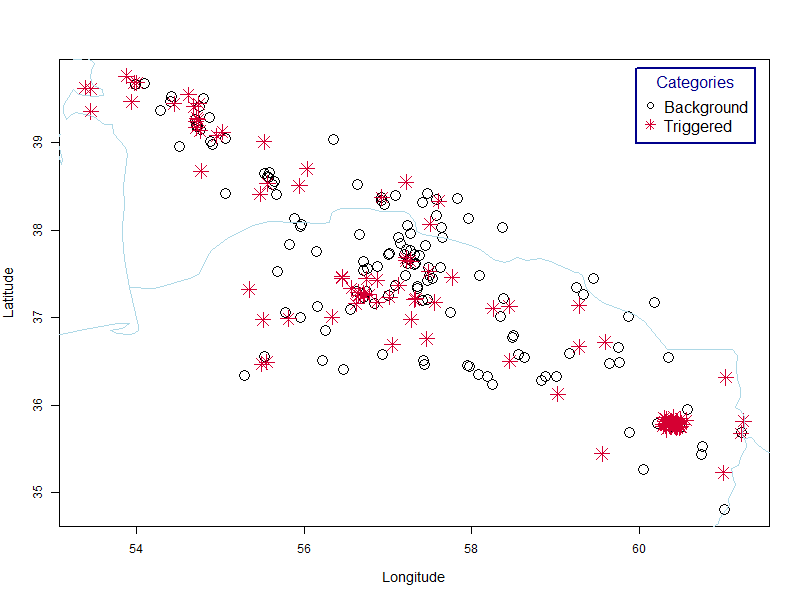 Categories
Background
Triggered
39
38
37
36
35
Latitude
54 56 58 60
Longitude